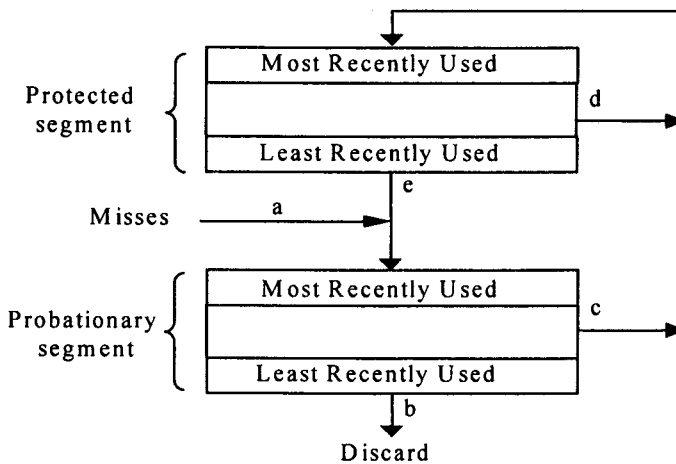 Most Recently Used
Protected
segment
d
Least Recently Used
e
Misses
a
Most Recently Used
c
Probationary
segment
Least Recently Used
b
Discard